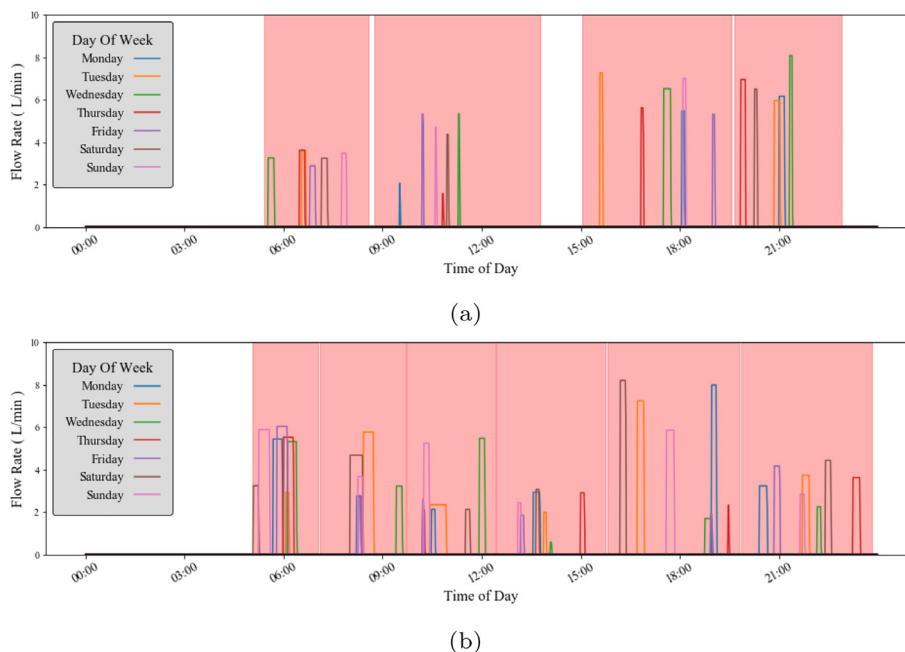 10
8
6
4
2
0
Flow Rate ( L/min )
Day Of Week
Monday
Tuesday
Wednesday
Thursday
Friday
Saturday
Sunday
00:00 03:00 06:00 09:00 12:00 15:00 18:00 21:00
Time of Day
(a)
10
8
6
4
2
0
Flow Rate ( L/min )
Day Of Week
Monday
Tuesday
Wednesday
Thursday
Friday
Saturday
Sunday
00:00 03:00 06:00 09:00 12:00 15:00 18:00 21:00
Time of Day
(b)